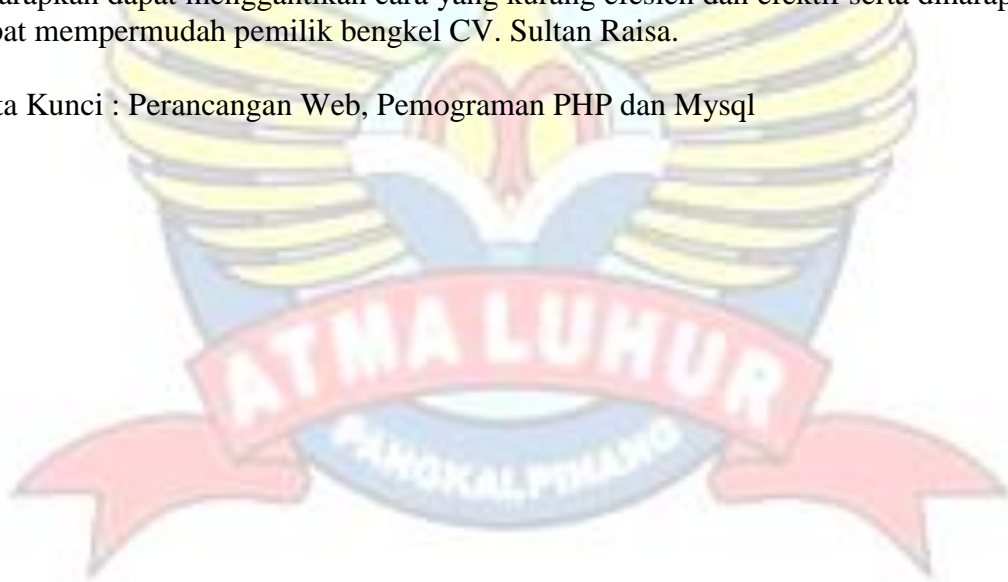 arapkan dapat menggantikan cara yang kurang efesien dan efektif serta diharap
pat mempermudah pemilik bengkel CV. Sultan Raisa.
ta Kunci : Perancangan Web, Pemograman PHP dan Mysql
ATMA LUHUR
PANGKALPINANG